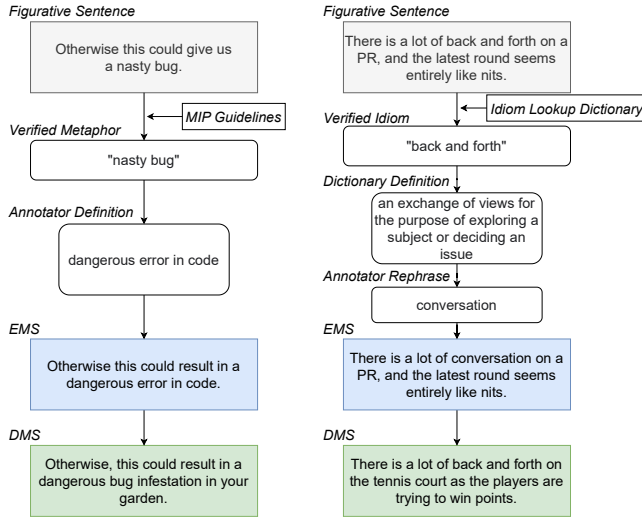 Figurative Sentence
Otherwise this could give us
a nasty bug.
MIP Guidelines
Verified Metaphor
"nasty bug"
Annotator Definition
dangerous error in code
EMS
Otherwise this could result in a
dangerous error in code.
DMS
Otherwise, this could result in a
dangerous bug infestation in your
garden.
Figurative Sentence
There is a lot of back and forth on a
PR, and the latest round seems
entirely like nits.
Idiom Lookup Dictionary
Verified Idiom
"back and forth"
Dictionary Definition
an exchange of views for
the purpose of exploring a
subject or deciding an
issue
Annotator Rephrase
conversation
EMS
There is a lot of conversation on a
PR, and the latest round seems
entirely like nits.
DMS
There is a lot of back and forth on
the tennis court as the players are
trying to win points.